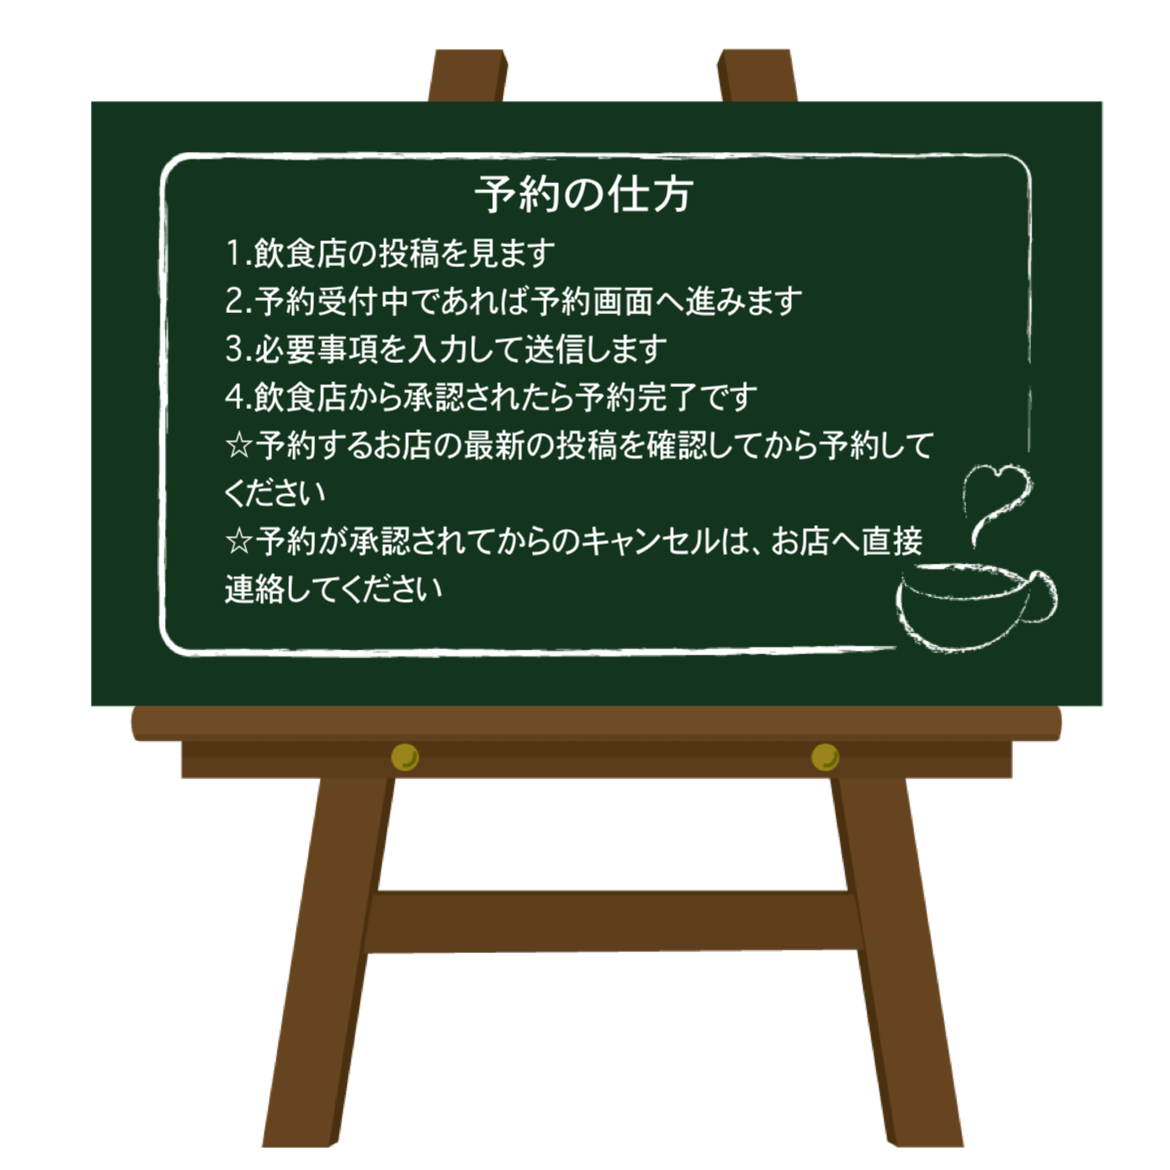 予約の仕方
1.飲食店の投稿を見ます
2.予約受付中であれば予約画面へ進みます
3.必要事項を入力して送信します
4.飲食店から承認されたら予約完了です
☆予約するお店の最新の投稿を確認してから予約して
ください
☆予約が承認されてからのキャンセルは、お店へ直接
連絡してください